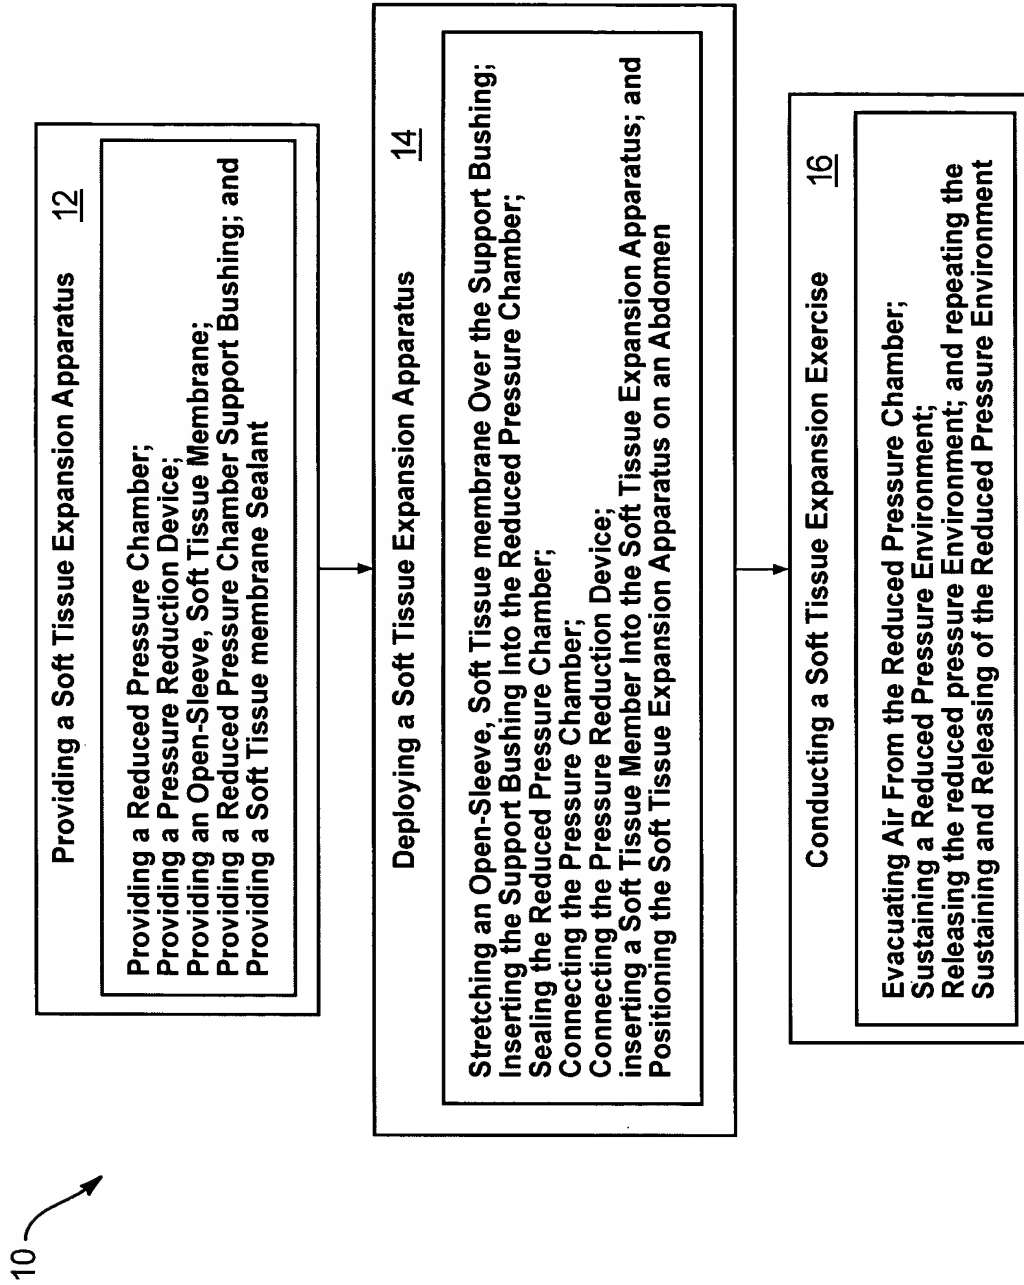 10
Providing a Soft Tissue Expansion Apparatus 12
Providing a Reduced Pressure Chamber;
Providing a Pressure Reduction Device;
Providing an Open-Sleeve, Soft Tissue Membrane;
Providing a Reduced Pressure Chamber Support Bushing; and
Providing a Soft Tissue membrane Sealant
Deploying a Soft Tissue Expansion Apparatus 14
Stretching an Open-Sleeve, Soft Tissue membrane Over the Support Bushing;
Inserting the Support Bushing Into the Reduced Pressure Chamber;
Sealing the Reduced Pressure Chamber;
Connecting the Pressure Chamber;
Connecting the Pressure Reduction Device;
inserting a Soft Tissue Member Into the Soft Tissue Expansion Apparatus; and
Positioning the Soft Tissue Expansion Apparatus on an Abdomen
Conducting a Soft Tissue Expansion Exercise 16
Evacuating Air From the Reduced Pressure Chamber;
Sustaining a Reduced Pressure Environment;
Releasing the reduced pressure Environment; and repeating the
Sustaining and Releasing of the Reduced Pressure Environment